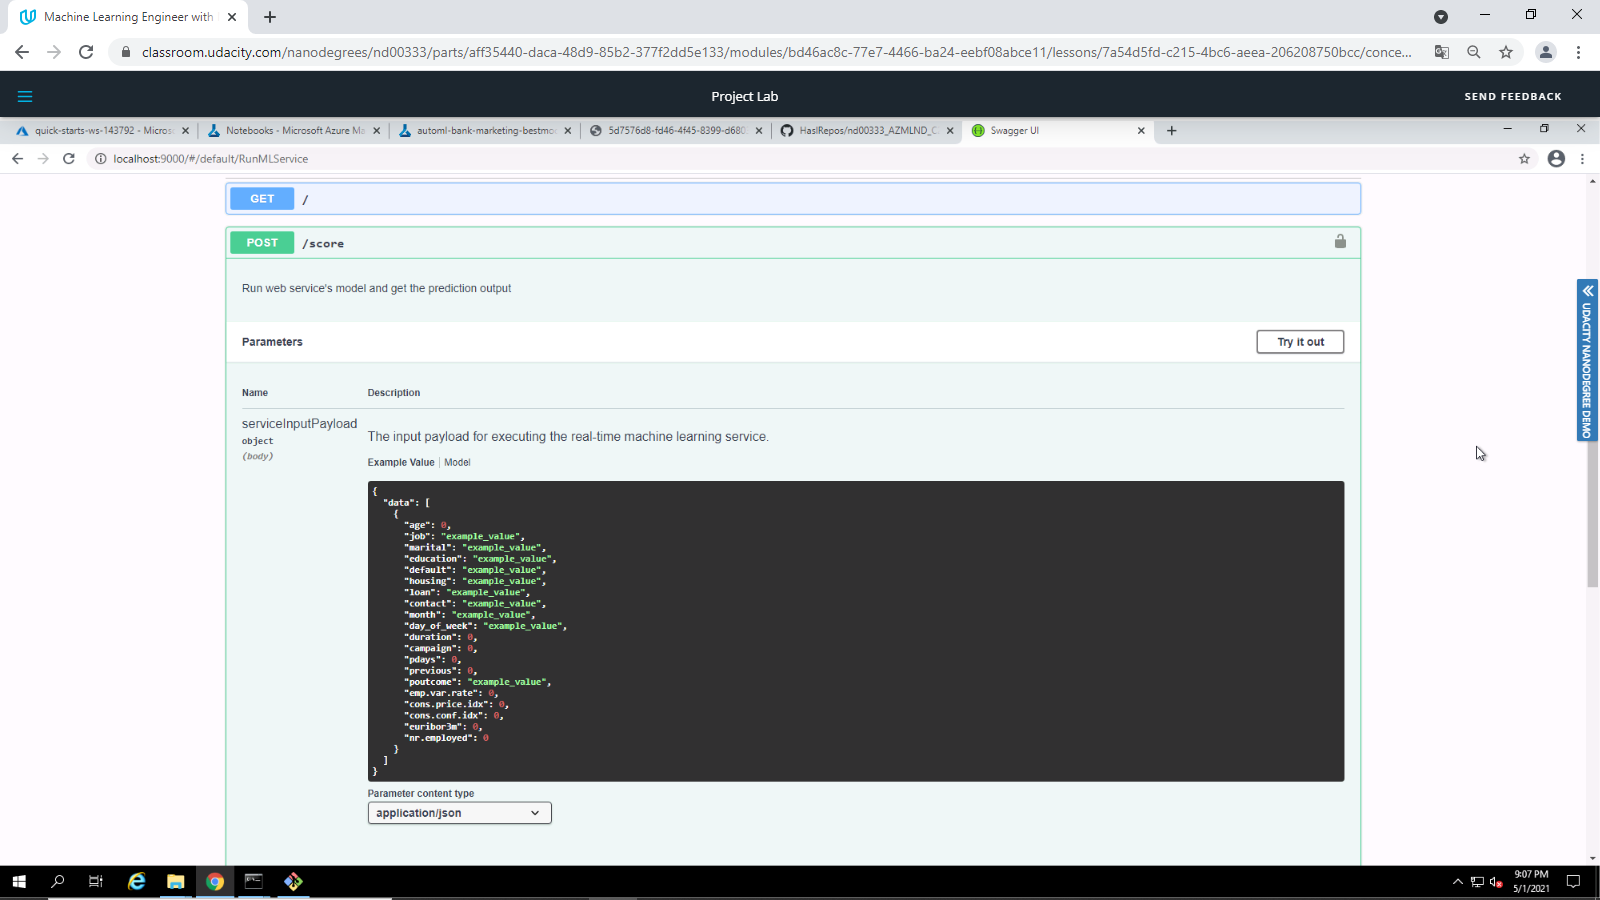 Machine Learning Engineer with
classroom.udacity.com/nanodegrees/nd00333/parts/aff35440-daca-48d9-85b2-377f2dd5e133/modules/bd46ac8c-77e7-4466-ba24-eebf08abce11/lessons/7a54d5fd-c215-4bc6-aeea-206208750bcc/conce...
Project Lab
SEND FEEDBACK
quick-starts-ws-143792 - Micros
Notebooks - Microsoft Azure Ma
automl-bank-marketing-bestmo
5d7576d8-fd46-4f45-8399-d680
HaslRepos/nd00333_AZMLND_C
Swagger UI
localhost:9000/#/default/RunMLService
GET /
POST /score
Run web service's model and get the prediction output
Parameters
Try it out
Name Description
serviceInputPayload
object
(body)
The input payload for executing the real-time machine learning service.
Example Value | Model
{
"data": [
{
"age": 0,
"job": "example_value",
"marital": "example_value",
"education": "example_value",
"default": "example_value",
"housing": "example_value",
"loan": "example_value",
"contact": "example_value",
"month": "example_value",
"day_of_week": "example_value",
"duration": 0,
"campaign": 0,
"pdays": 0,
"previous": 0,
"poutcome": "example_value",
"emp.var.rate": 0,
"cons.price.idx": 0,
"cons.conf.idx": 0,
"euribor3m": 0,
"nr.employed": 0
}
]
}
Parameter content type
application/json
UDACITY NANODEGREE DEMO
9:07 PM
5/1/2021